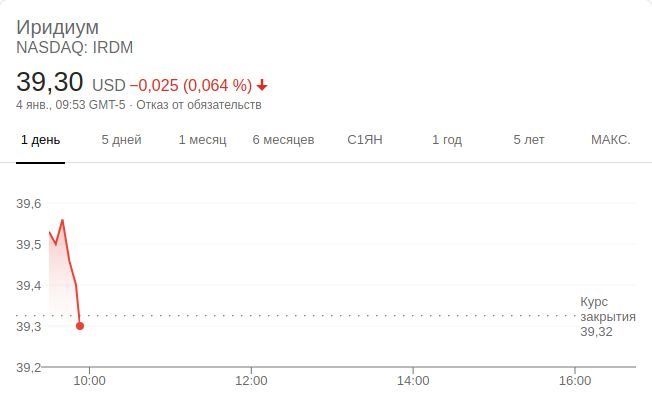 Иридиум
NASDAQ: IRDM
39,30 USD −0,025 (0,064 %)
4 янв., 09:53 GMT-5 · Отказ от обязательств
1 день 5 дней 1 месяц 6 месяцев С1ЯН 1 год 5 лет МАКС.
39,6
39,5
39,4
39,3
39,2
Курс
закрытия
39,32
10:00 12:00 14:00 16:00